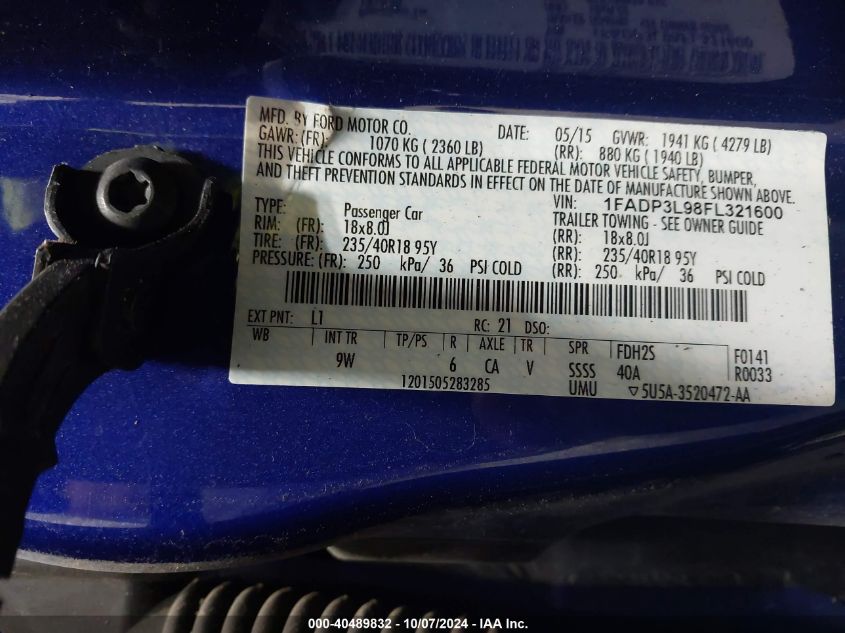 MFD. BY FORD MOTOR CO. DATE: 05/15 GVWR: 1941 KG ( 4279 LB)
GAWR: (FR): 1070 KG ( 2360 LB) (RR): 880 KG ( 1940 LB)
THIS VEHICLE CONFORMS TO ALL APPLICABLE FEDERAL MOTOR VEHICLE SAFETY, BUMPER,
AND THEFT PREVENTION STANDARDS IN EFFECT ON THE DATE OF MANUFACTURE SHOWN ABOVE.
VIN: 1FADP3L98FL321600
TYPE: Passenger Car TRAILER TOWING - SEE OWNER GUIDE
RIM: (FR): 18x8.0J (RR): 18x8.0J
TIRE: (FR): 235/40R18 95Y (RR): 235/40R18 95Y
PRESSURE: (FR): 250 kPa/ 36 PSI COLD (RR): 250 kPa/ 36 PSI COLD
EXT PNT: L1 RC: 21 DSO:
WB INT TR TP/PS R AXLE TR SPR FDH2S F0141
9W 6 CA V SSSS 40A R0033
1201505283285 UMU ▽ 5U5A-3520472-AA
000-40489832 - 10/07/2024 - IAA Inc.